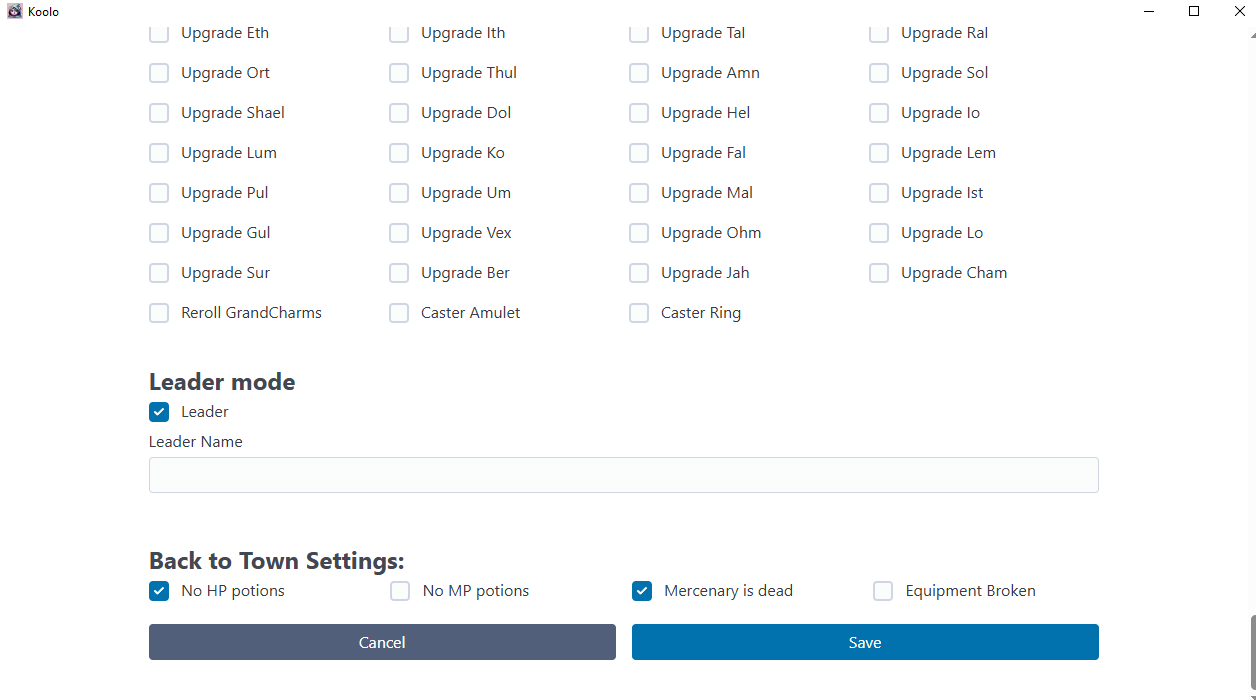 Koolo
Upgrade Eth Upgrade Ith Upgrade Tal Upgrade Ral
Upgrade Ort Upgrade Thul Upgrade Amn Upgrade Sol
Upgrade Shael Upgrade Dol Upgrade Hel Upgrade Io
Upgrade Lum Upgrade Ko Upgrade Fal Upgrade Lem
Upgrade Pul Upgrade Um Upgrade Mal Upgrade Ist
Upgrade Gul Upgrade Vex Upgrade Ohm Upgrade Lo
Upgrade Sur Upgrade Ber Upgrade Jah Upgrade Cham
Reroll GrandCharms Caster Amulet Caster Ring
Leader mode
Leader
Leader Name
Back to Town Settings:
No HP potions No MP potions Mercenary is dead Equipment Broken
Cancel Save